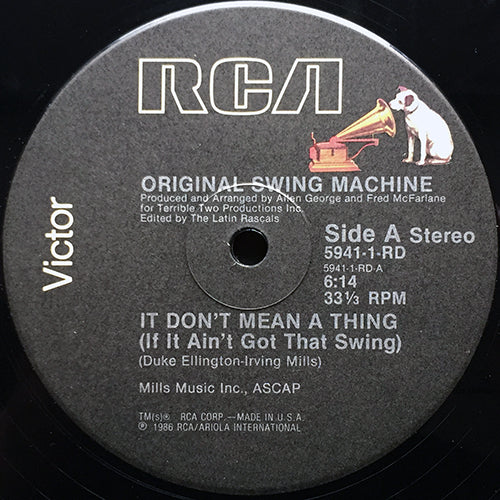 RCA
Victor
ORIGINAL SWING MACHINE
Produced and Arranged by Allen George and Fred McFarlane
for Terrible Two Productions Inc.
Edited by The Latin Rascals
Side A Stereo
5941-1-RD
5941-1-RD-A
6:14
33⅓ RPM
IT DON'T MEAN A THING
(If It Ain't Got That Swing)
(Duke Ellington-Irving Mills)
Mills Music Inc., ASCAP
TM(s)® RCA CORP.—MADE IN U.S.A.
℗ 1986 RCA/ARIOLA INTERNATIONAL